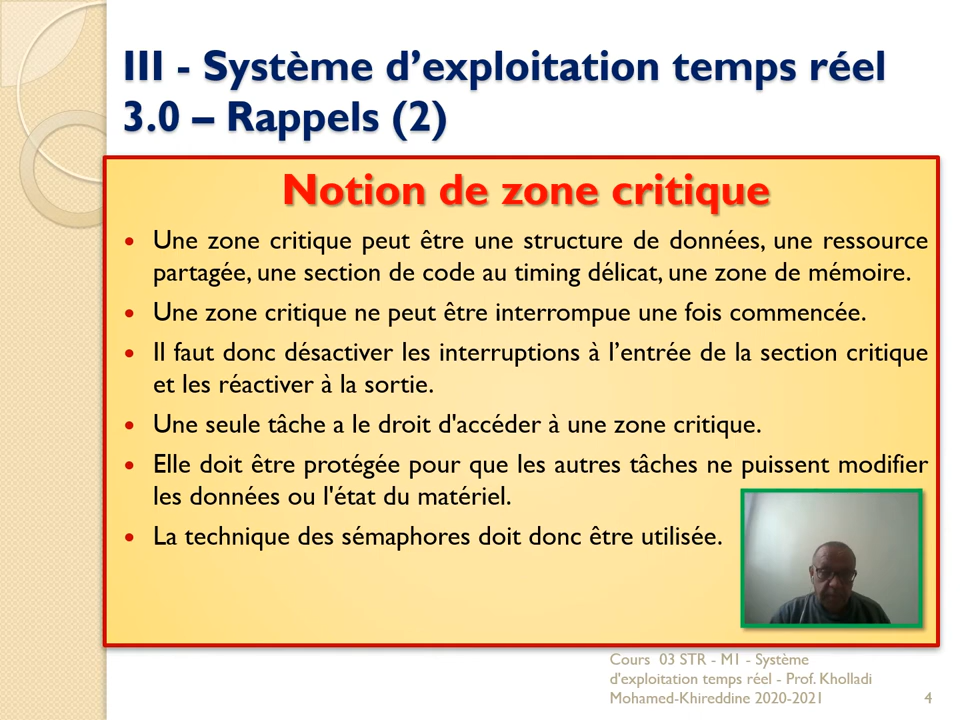 III - Système d’exploitation temps réel
3.0 – Rappels (2)
Notion de zone critique
• Une zone critique peut être une structure de données, une ressource
partagée, une section de code au timing délicat, une zone de mémoire.
• Une zone critique ne peut être interrompue une fois commencée.
• Il faut donc désactiver les interruptions à l’entrée de la section critique
et les réactiver à la sortie.
• Une seule tâche a le droit d'accéder à une zone critique.
• Elle doit être protégée pour que les autres tâches ne puissent modifier
les données ou l'état du matériel.
• La technique des sémaphores doit donc être utilisée.
Cours 03 STR - M1 - Système
d'exploitation temps réel - Prof. Kholladi
Mohamed-Khireddine 2020-2021
4